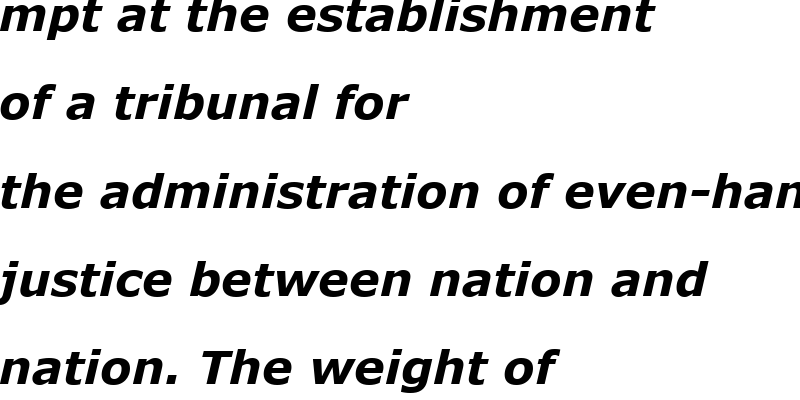 mpt at the establishment
of a tribunal for
the administration of even-han
justice between nation and
nation. The weight of